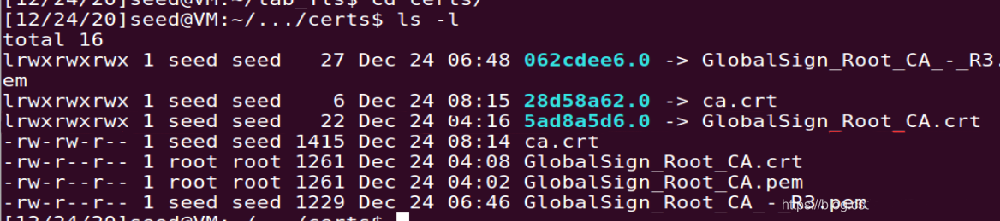 [12/24/20]seed@VM:~/.../lab_tls$ cd certs/
[12/24/20]seed@VM:~/.../certs$ ls -l
total 16
lrwxrwxrwx 1 seed seed   27 Dec 24 06:48 062cdee6.0 -> GlobalSign_Root_CA_-_R3.
em
lrwxrwxrwx 1 seed seed    6 Dec 24 08:15 28d58a62.0 -> ca.crt
lrwxrwxrwx 1 seed seed   22 Dec 24 04:16 5ad8a5d6.0 -> GlobalSign_Root_CA.crt
-rw-rw-r-- 1 seed seed 1415 Dec 24 08:14 ca.crt
-rw-r--r-- 1 root root 1261 Dec 24 04:08 GlobalSign_Root_CA.crt
-rw-r--r-- 1 root root 1261 Dec 24 04:02 GlobalSign_Root_CA.pem
-rw-r--r-- 1 seed seed 1229 Dec 24 06:46 GlobalSign_Root_CA_-_R3.pem
[12/24/20]seed@VM:~/.../certs$